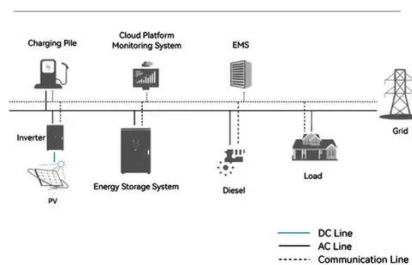 Charging Pile
Cloud Platform
Monitoring System
EMS
Grid
Inverter
PV
Energy Storage System
Diesel
Load
DC Line
AC Line
Communication Line